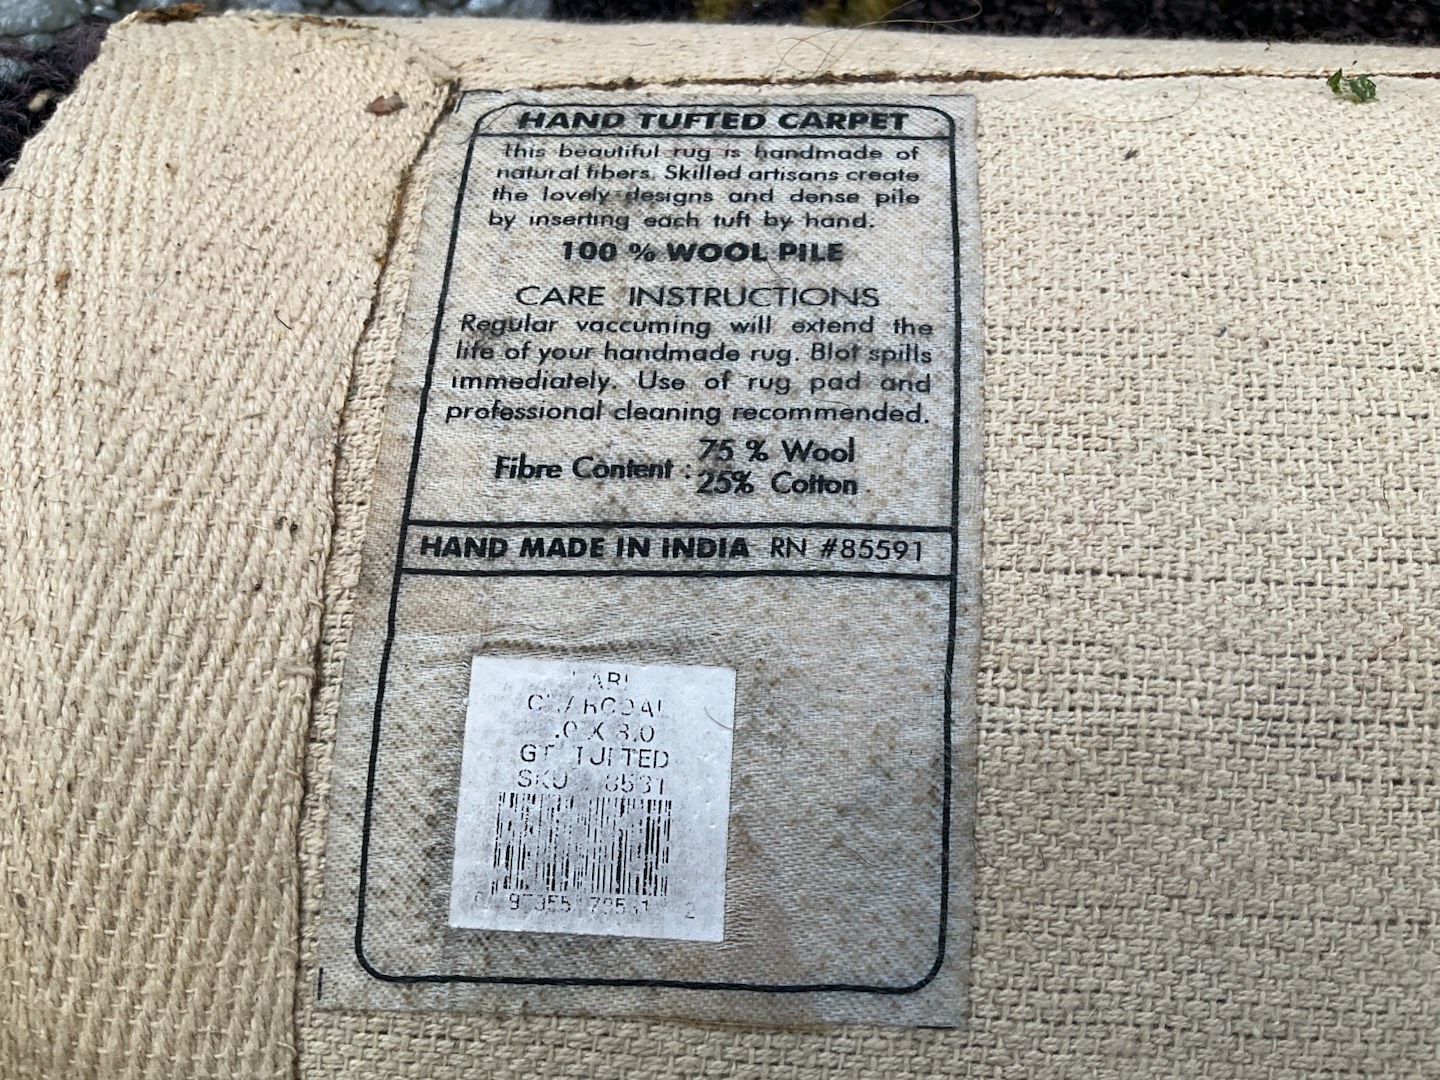 HAND TUFTED CARPET
This beautiful rug is handmade of
natural fibers. Skilled artisans create
the lovely designs and dense pile
by inserting each tuft by hand.
100 % WOOL PILE
CARE INSTRUCTIONS
Regular vaccuming will extend the
life of your handmade rug. Blot spills
immediately. Use of rug pad and
professional cleaning recommended.
Fibre Content : 75 % Wool
25% Cotton
HAND MADE IN INDIA RN #85591
TUFTED
SKU